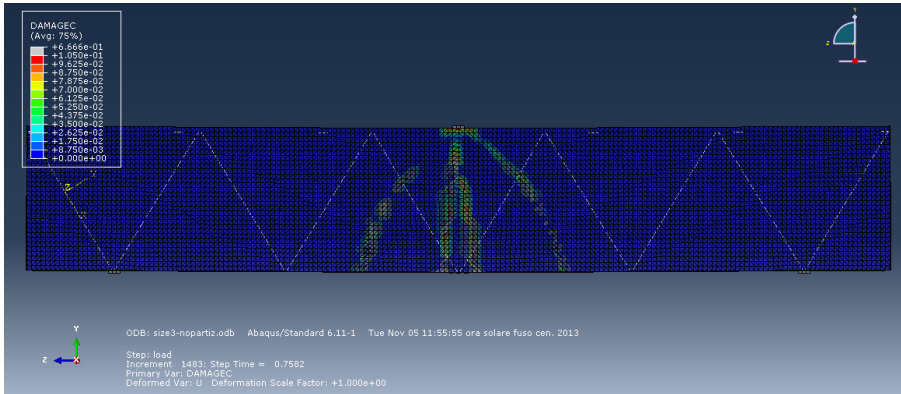 DAMAGEC
(Avg: 75%)
+6.666e-01
+1.050e-01
+9.625e-02
+8.750e-02
+7.875e-02
+7.000e-02
+6.125e-02
+5.250e-02
+4.375e-02
+3.500e-02
+2.625e-02
+1.750e-02
+8.750e-03
+0.000e+00
Y
Z
Z
Y
Z
X
ODB: size3-nopartiz.odb Abaqus/Standard 6.11-1 Tue Nov 05 11:55:55 ora solare fuso cen. 2013
Step: load
Increment 1483: Step Time = 0.7582
Primary Var: DAMAGEC
Deformed Var: U Deformation Scale Factor: +1.000e+00